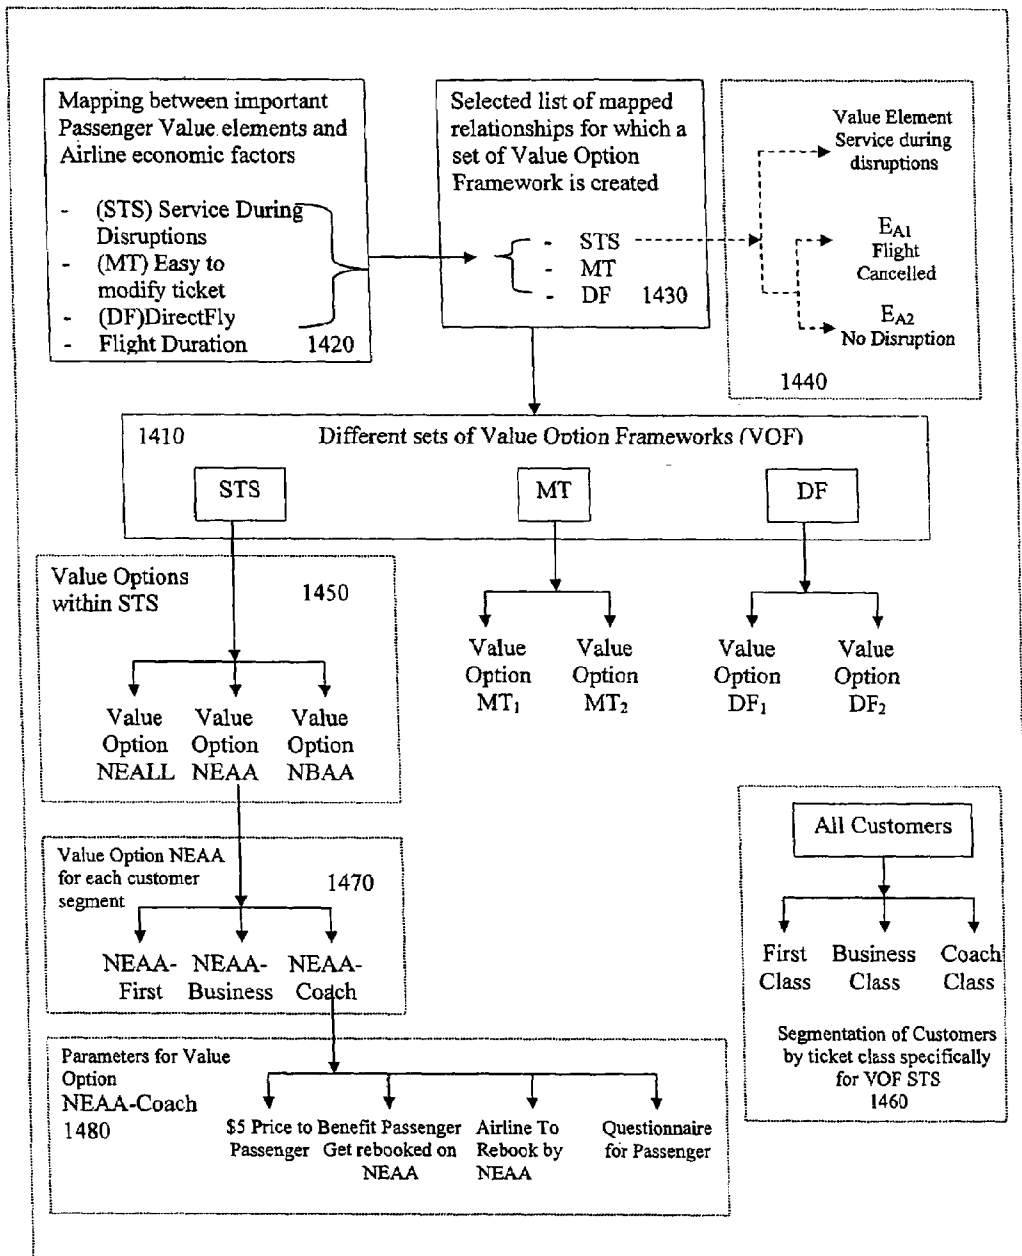 Mapping between important
Passenger Value elements and
Airline economic factors
- (STS) Service During
Disruptions
- (MT) Easy to
modify ticket
- (DF)DirectFly
- Flight Duration 1420
Selected list of mapped
relationships for which a
set of Value Option
Framework is created
- STS
- MT
- DF 1430
Value Element
Service during
disruptions
EA1
Flight
Cancelled
EA2
No Disruption
1440
1410 Different sets of Value Option Frameworks (VOF)
STS MT DF
Value Options
within STS
1450
Value
Option
NEALL
Value
Option
NEAA
Value
Option
NBAA
Value
Option
MT1
Value
Option
MT2
Value
Option
DF1
Value
Option
DF2
Value Option NEAA
for each customer
segment
1470
NEAA-
First
NEAA-
Business
NEAA-
Coach
All Customers
First
Class
Business
Class
Coach
Class
Segmentation of Customers
by ticket class specifically
for VOF STS
1460
Parameters for Value
Option
NEAA-Coach
1480
$5 Price to
Passenger
Benefit Passenger
Get rebooked on
NEAA
Airline To
Rebook by
NEAA
Questionnaire
for Passenger